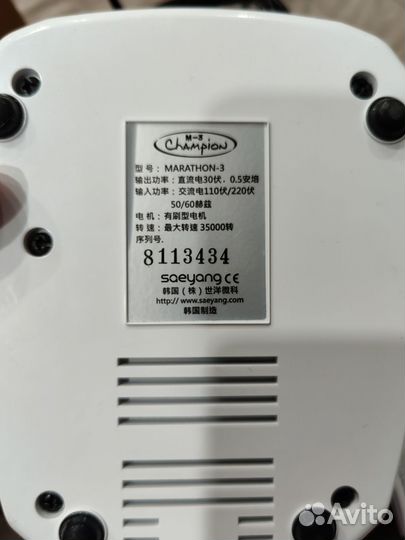 M-3
Champion
型号：MARATHON-3
输出功率：直流电30伏，0.5安焙
输入功率：交流电110伏/220伏
50/60赫兹
电机：有刷型电机
转速：最大转速 35000转
序列号.
8113434
saeyang CE
韩国（株）世洋微科
http://www.saeyang.com
韩国制造
Avito